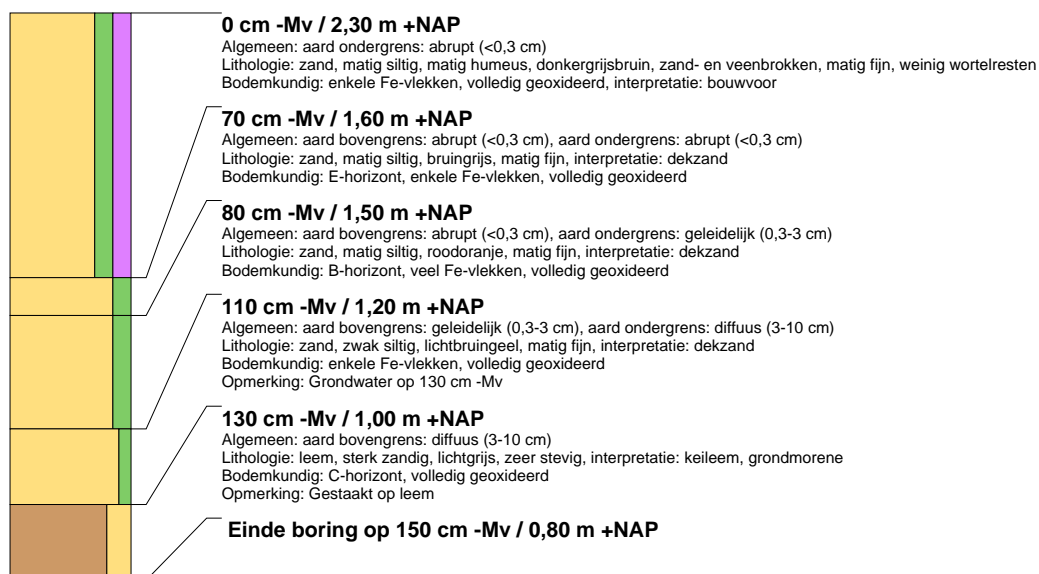 0 cm -Mv / 2,30 m +NAP
Algemeen: aard ondergrens: abrupt (<0,3 cm)
Lithologie: zand, matig siltig, matig humeus, donkergrijsbruin, zand- en veenbrokken, matig fijn, weinig wortelresten
Bodemkundig: enkele Fe-vlekken, volledig geoxideerd, interpretatie: bouwvoor
70 cm -Mv / 1,60 m +NAP
Algemeen: aard bovengrens: abrupt (<0,3 cm), aard ondergrens: abrupt (<0,3 cm)
Lithologie: zand, matig siltig, bruingrijs, matig fijn, interpretatie: dekzand
Bodemkundig: E-horizont, enkele Fe-vlekken, volledig geoxideerd
80 cm -Mv / 1,50 m +NAP
Algemeen: aard bovengrens: abrupt (<0,3 cm), aard ondergrens: geleidelijk (0,3-3 cm)
Lithologie: zand, matig siltig, roodoranje, matig fijn, interpretatie: dekzand
Bodemkundig: B-horizont, veel Fe-vlekken, volledig geoxideerd
110 cm -Mv / 1,20 m +NAP
Algemeen: aard bovengrens: geleidelijk (0,3-3 cm), aard ondergrens: diffuus (3-10 cm)
Lithologie: zand, zwak siltig, lichtbruingeel, matig fijn, interpretatie: dekzand
Bodemkundig: enkele Fe-vlekken, volledig geoxideerd
Opmerking: Grondwater op 130 cm -Mv
130 cm -Mv / 1,00 m +NAP
Algemeen: aard bovengrens: diffuus (3-10 cm)
Lithologie: leem, sterk zandig, lichtgrijs, zeer stevig, interpretatie: keileem, grondmorene
Bodemkundig: C-horizont, volledig geoxideerd
Opmerking: Gestaakt op leem
Einde boring op 150 cm -Mv / 0,80 m +NAP